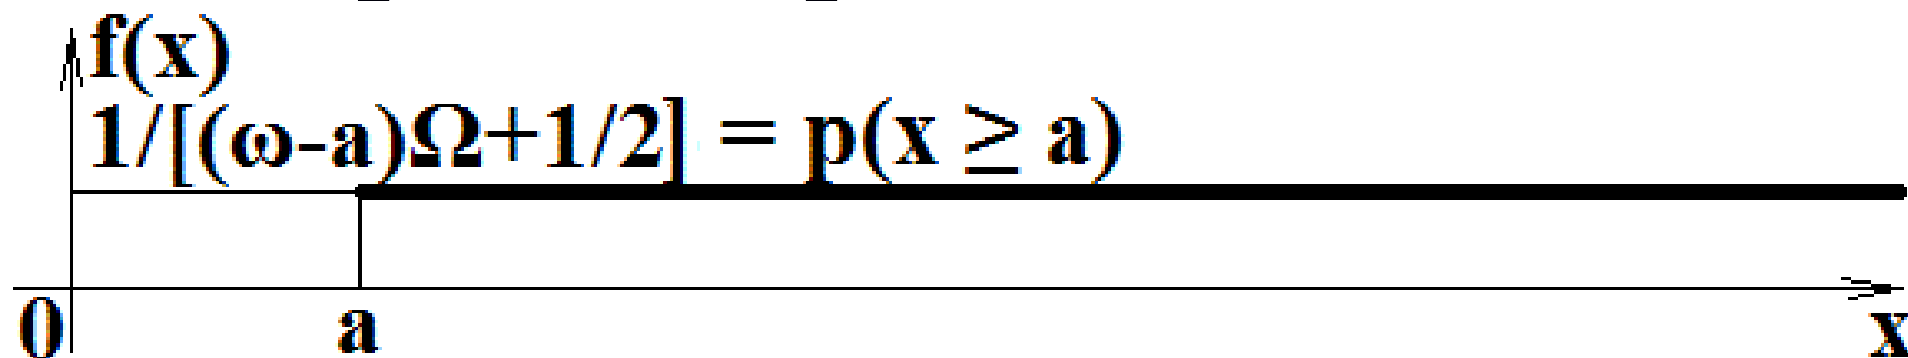 f(x)
1/[(ω-a)Ω+1/2] = p(x ≥ a)
0 a x